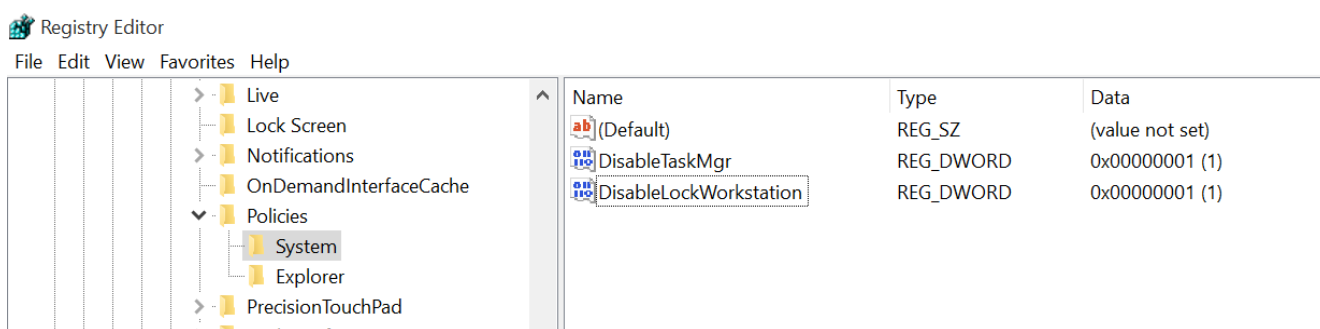 Registry Editor
File Edit View Favorites Help
Live
Lock Screen
Notifications
OnDemandInterfaceCache
Policies
System
Explorer
PrecisionTouchPad
Name Type Data
(Default) REG_SZ (value not set)
DisableTaskMgr REG_DWORD 0x00000001 (1)
DisableLockWorkstation REG_DWORD 0x00000001 (1)